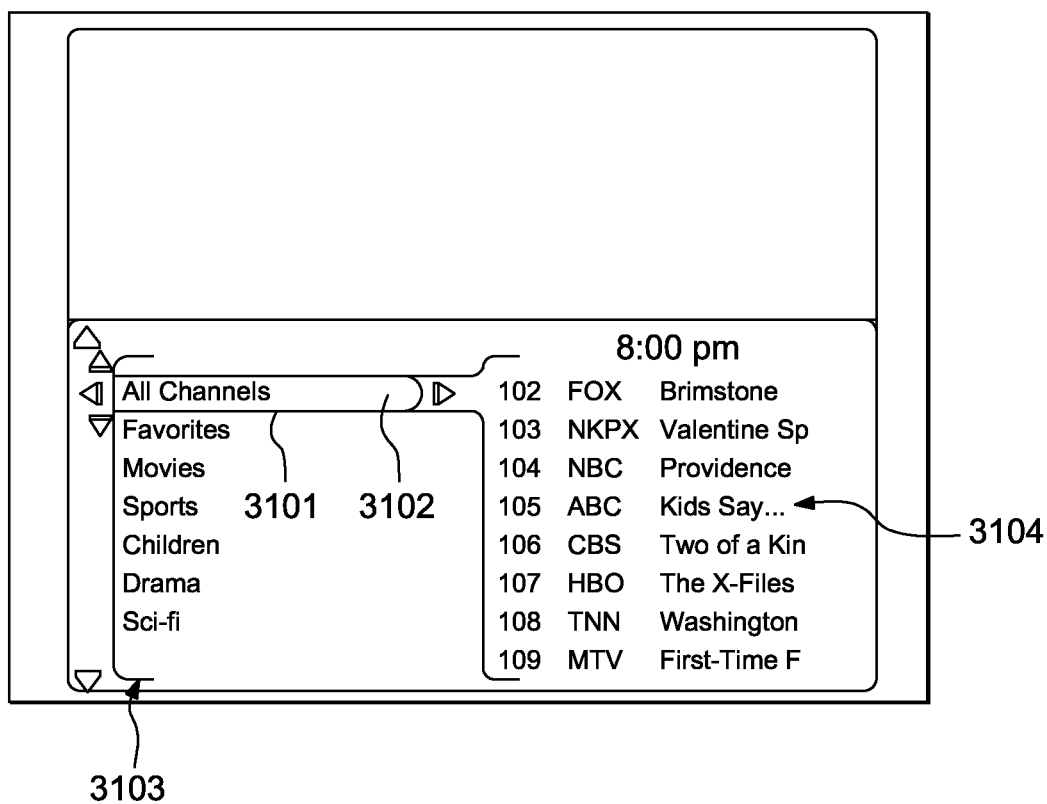 8:00 pm
All Channels
Favorites
Movies
Sports
Children
Drama
Sci-fi
102 FOX Brimstone
103 NKPX Valentine Sp
104 NBC Providence
105 ABC Kids Say...
106 CBS Two of a Kin
107 HBO The X-Files
108 TNN Washington
109 MTV First-Time F
3101
3102
3104
3103